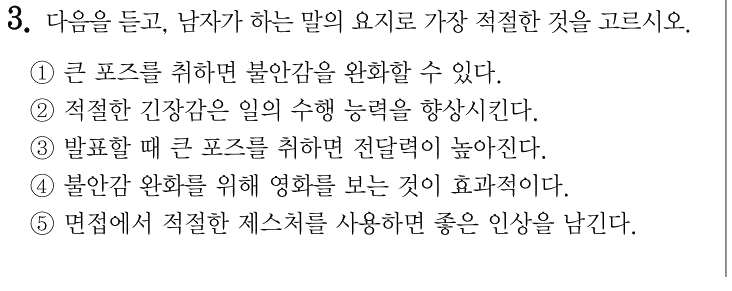 3. 다음을 듣고, 남자가 하는 말의 요지로 가장 적절한 것을 고르시오.
① 큰 포즈를 취하면 불안감을 완화할 수 있다.
② 적절한 긴장감은 일의 수행 능력을 향상시킨다.
③ 발표할 때 큰 포즈를 취하면 전달력이 높아진다.
④ 불안감 완화를 위해 영화를 보는 것이 효과적이다.
⑤ 면접에서 적절한 제스처를 사용하면 좋은 인상을 남긴다.